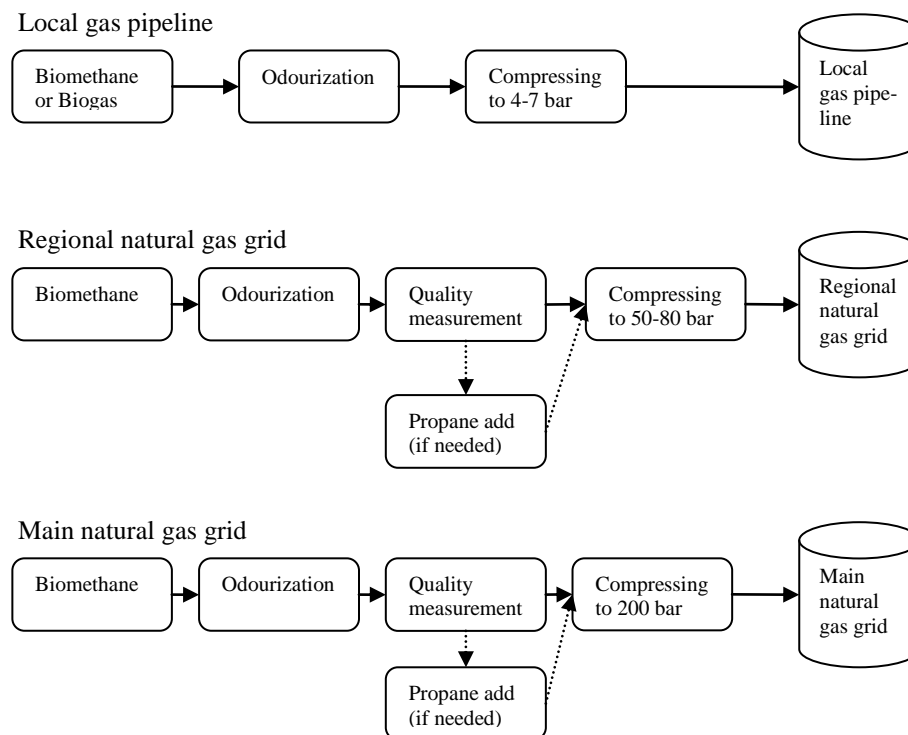 Local gas pipeline
Biomethane
or Biogas
Odourization
Compressing
to 4-7 bar
Local
gas pipe-
line
Regional natural gas grid
Biomethane
Odourization
Quality
measurement
Compressing
to 50-80 bar
Regional
natural
gas grid
Propane add
(if needed)
Main natural gas grid
Biomethane
Odourization
Quality
measurement
Compressing
to 200 bar
Main
natural
gas grid
Propane add
(if needed)